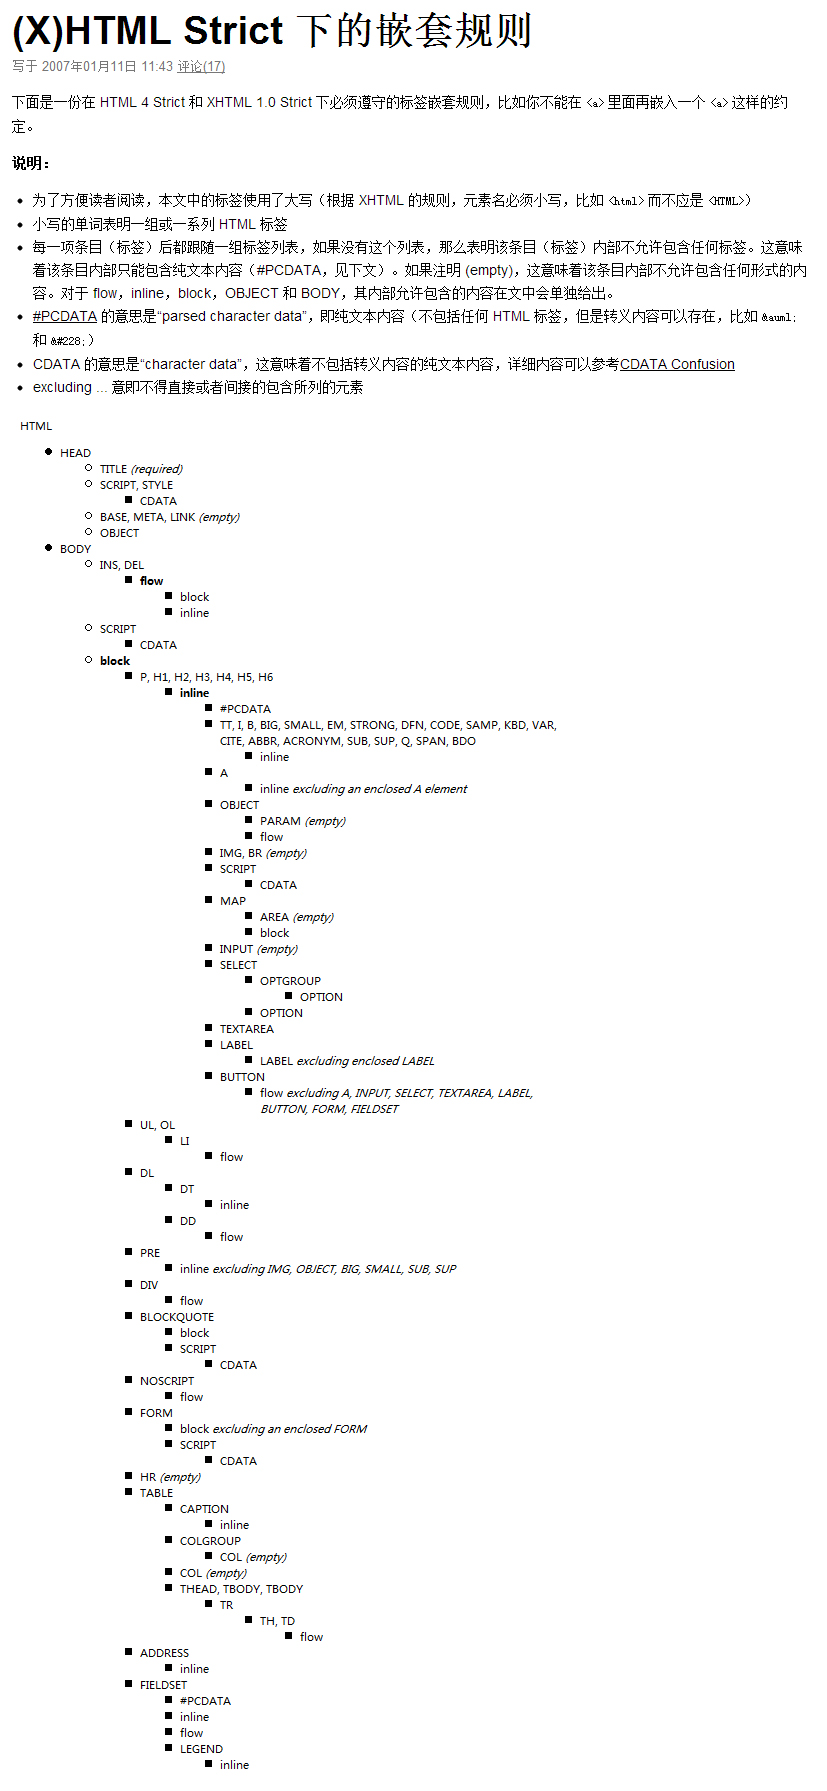 (X)HTML Strict 下的嵌套规则
写于 2007年01月11日 11:43 评论(17)
下面是一份在 HTML 4 Strict 和 XHTML 1.0 Strict 下必须遵守的标签嵌套规则，比如你不能在 <a> 里面再嵌入一个 <a> 这样的约
定。
说明：
为了方便读者阅读，本文中的标签使用了大写（根据 XHTML 的规则，元素名必须小写，比如 <html> 而不应是 <HTML>）
小写的单词表明一组或一系列 HTML 标签
每一项条目（标签）后都跟随一组标签列表，如果没有这个列表，那么表明该条目（标签）内部不允许包含任何标签。这意味
着该条目内部只能包含纯文本内容（#PCDATA，见下文）。如果注明 (empty)，这意味着该条目内部不允许包含任何形式的内
容。对于 flow，inline，block，OBJECT 和 BODY，其内部允许包含的内容在文中会单独给出。
#PCDATA 的意思是“parsed character data”，即纯文本内容（不包括任何 HTML 标签，但是转义内容可以存在，比如 &auml;
和 &#228;）
CDATA 的意思是“character data”，这意味着不包括转义内容的纯文本内容，详细内容可以参考CDATA Confusion
excluding ... 意即不得直接或者间接的包含所列的元素
HTML
HEAD
TITLE (required)
SCRIPT, STYLE
CDATA
BASE, META, LINK (empty)
OBJECT
BODY
INS, DEL
flow
block
inline
SCRIPT
CDATA
block
P, H1, H2, H3, H4, H5, H6
inline
#PCDATA
TT, I, B, BIG, SMALL, EM, STRONG, DFN, CODE, SAMP, KBD, VAR,
CITE, ABBR, ACRONYM, SUB, SUP, Q, SPAN, BDO
inline
A
inline excluding an enclosed A element
OBJECT
PARAM (empty)
flow
IMG, BR (empty)
SCRIPT
CDATA
MAP
AREA (empty)
block
INPUT (empty)
SELECT
OPTGROUP
OPTION
OPTION
TEXTAREA
LABEL
LABEL excluding enclosed LABEL
BUTTON
flow excluding A, INPUT, SELECT, TEXTAREA, LABEL,
BUTTON, FORM, FIELDSET
UL, OL
LI
flow
DL
DT
inline
DD
flow
PRE
inline excluding IMG, OBJECT, BIG, SMALL, SUB, SUP
DIV
flow
BLOCKQUOTE
block
SCRIPT
CDATA
NOSCRIPT
flow
FORM
block excluding an enclosed FORM
SCRIPT
CDATA
HR (empty)
TABLE
CAPTION
inline
COLGROUP
COL (empty)
COL (empty)
THEAD, TBODY, TBODY
TR
TH, TD
flow
ADDRESS
inline
FIELDSET
#PCDATA
inline
flow
LEGEND
inline